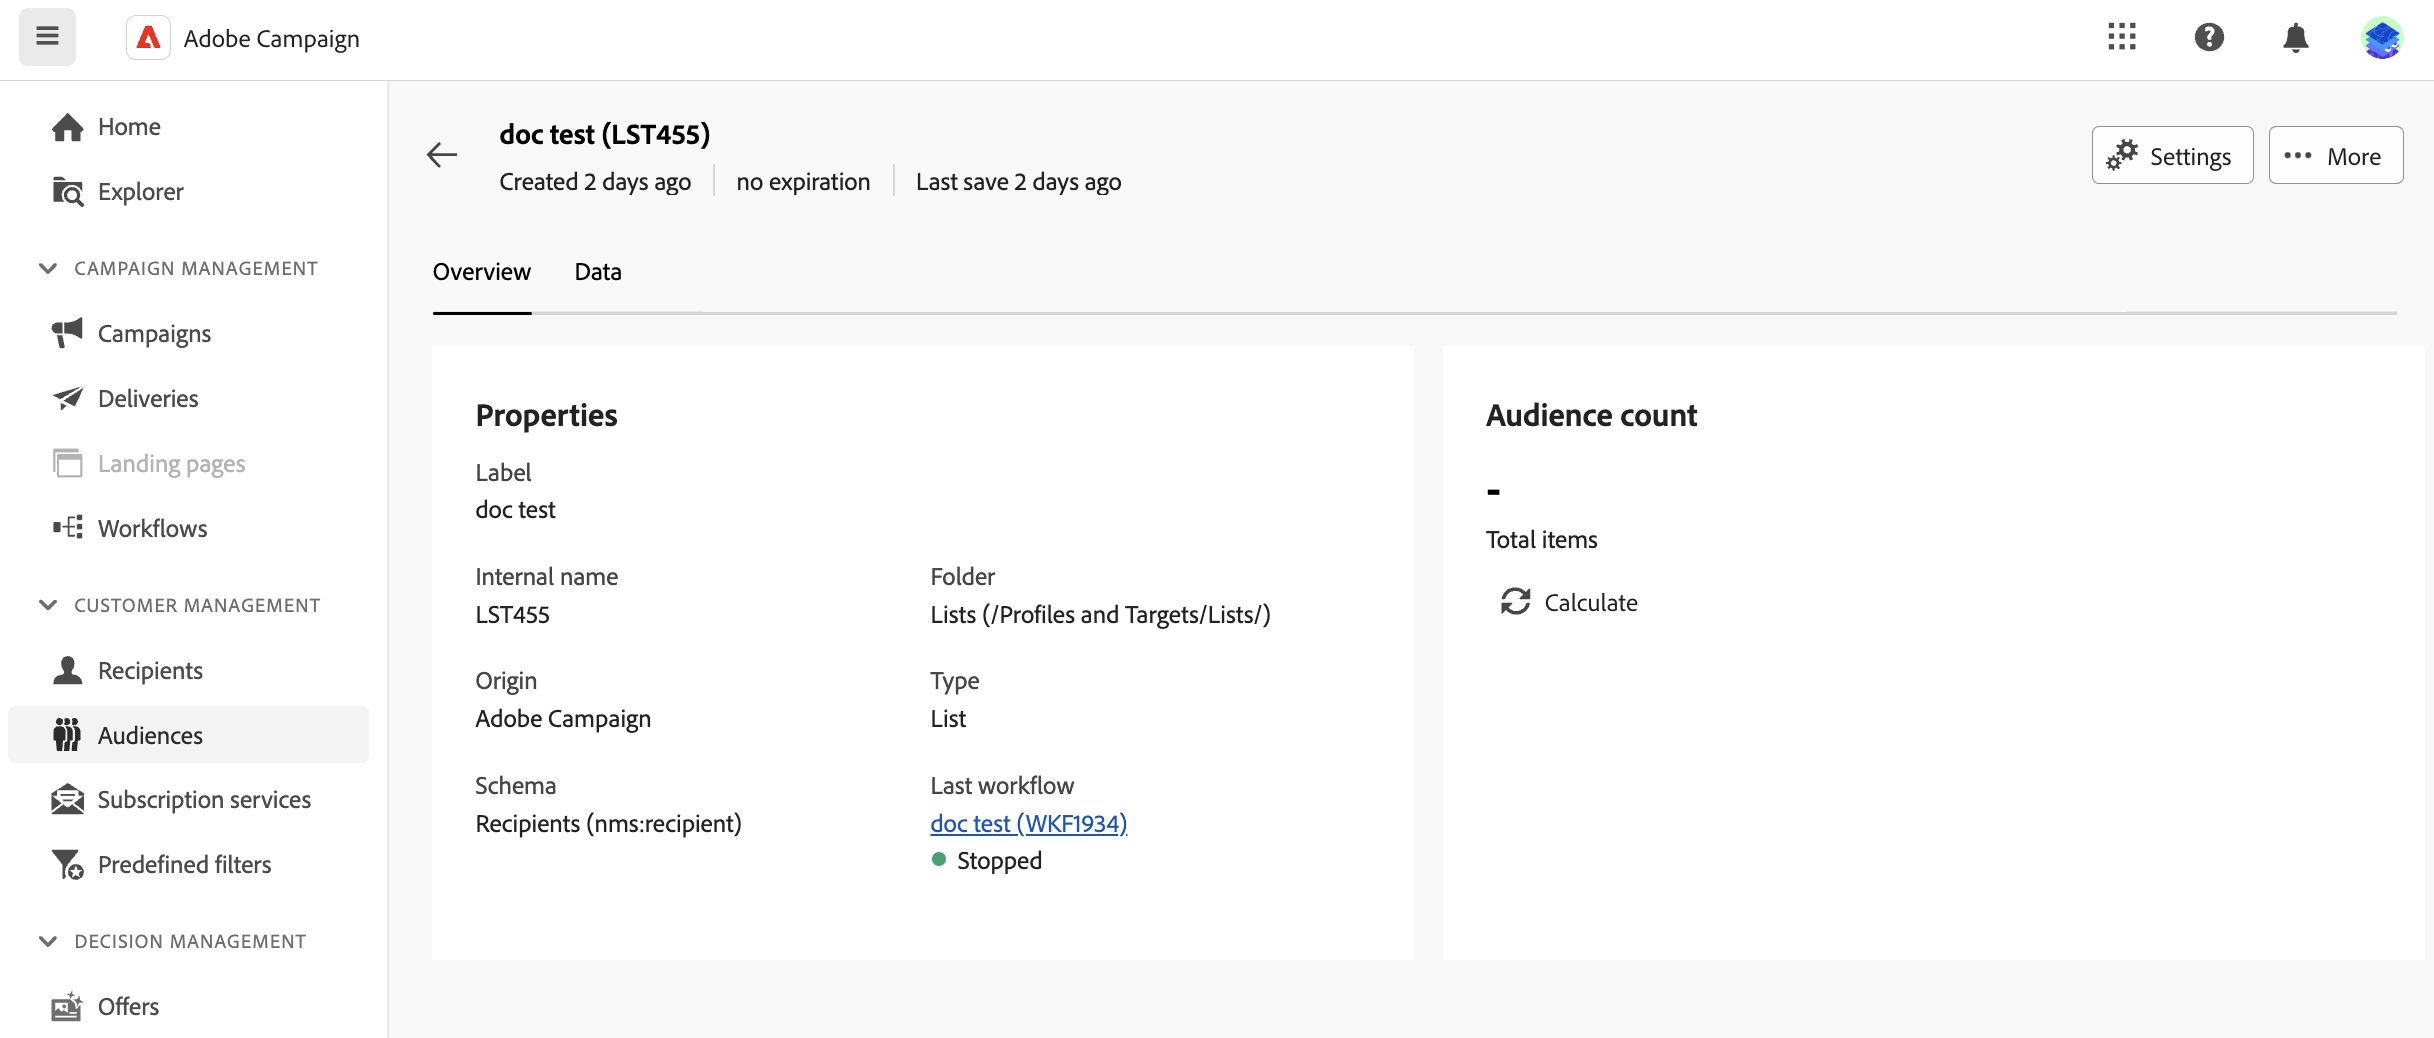 Adobe Campaign
Home
Explorer
CAMPAIGN MANAGEMENT
Campaigns
Deliveries
Landing pages
Workflows
CUSTOMER MANAGEMENT
Recipients
Audiences
Subscription services
Predefined filters
DECISION MANAGEMENT
Offers
doc test (LST455)
Created 2 days ago no expiration Last save 2 days ago
Settings
More
Overview Data
Properties
Label
doc test
Internal name
LST455
Folder
Lists (/Profiles and Targets/Lists/)
Origin
Adobe Campaign
Type
List
Schema
Recipients (nms:recipient)
Last workflow
doc test (WKF1934)
Stopped
Audience count
-
Total items
Calculate